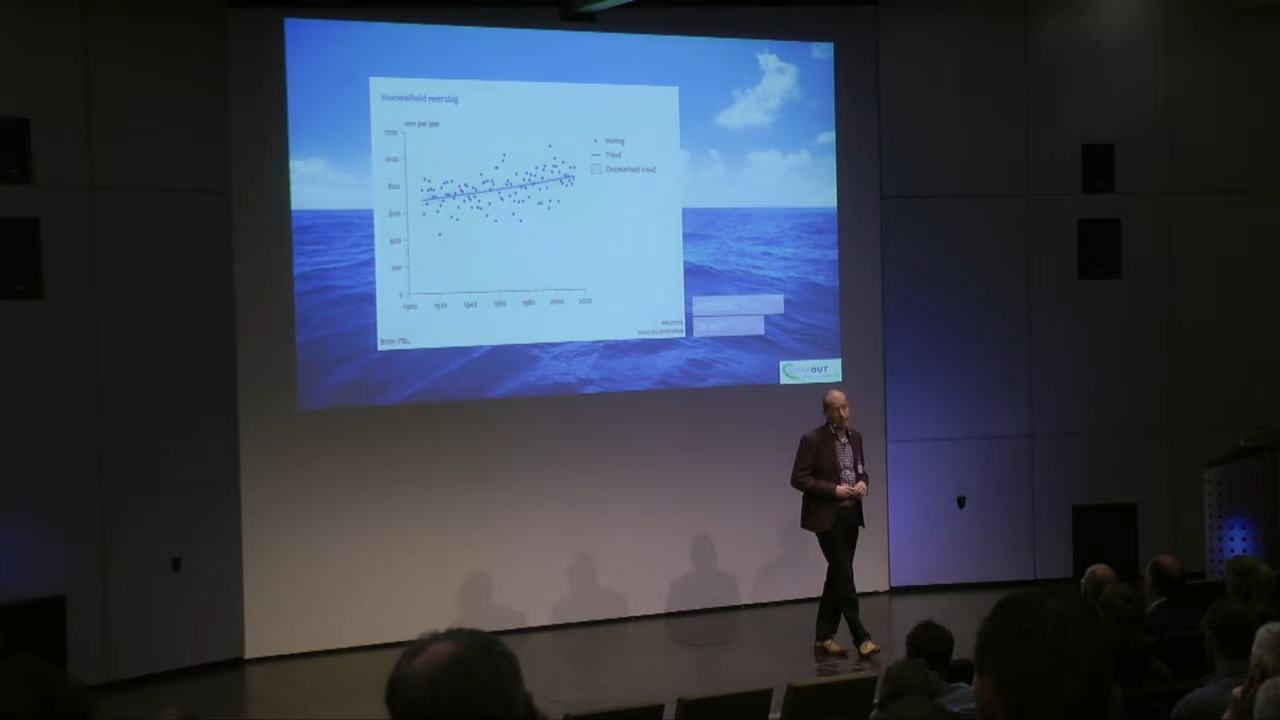 Hoeveelheid neerslag
mm per jaar
1200
1000
800
600
400
200
0
1900 1920 1940 1960 1980 2000 2020
Meting
Trend
Onzekerheid trend
Bron: PBL,
OUT